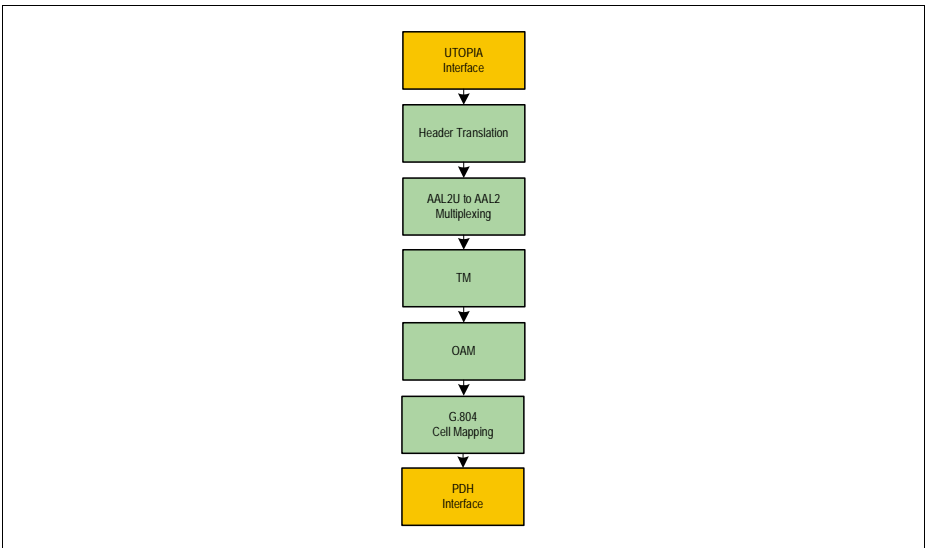 UTOPIA
Interface
Header Translation
AAL2U to AAL2
Multiplexing
TM
OAM
G.804
Cell Mapping
PDH
Interface